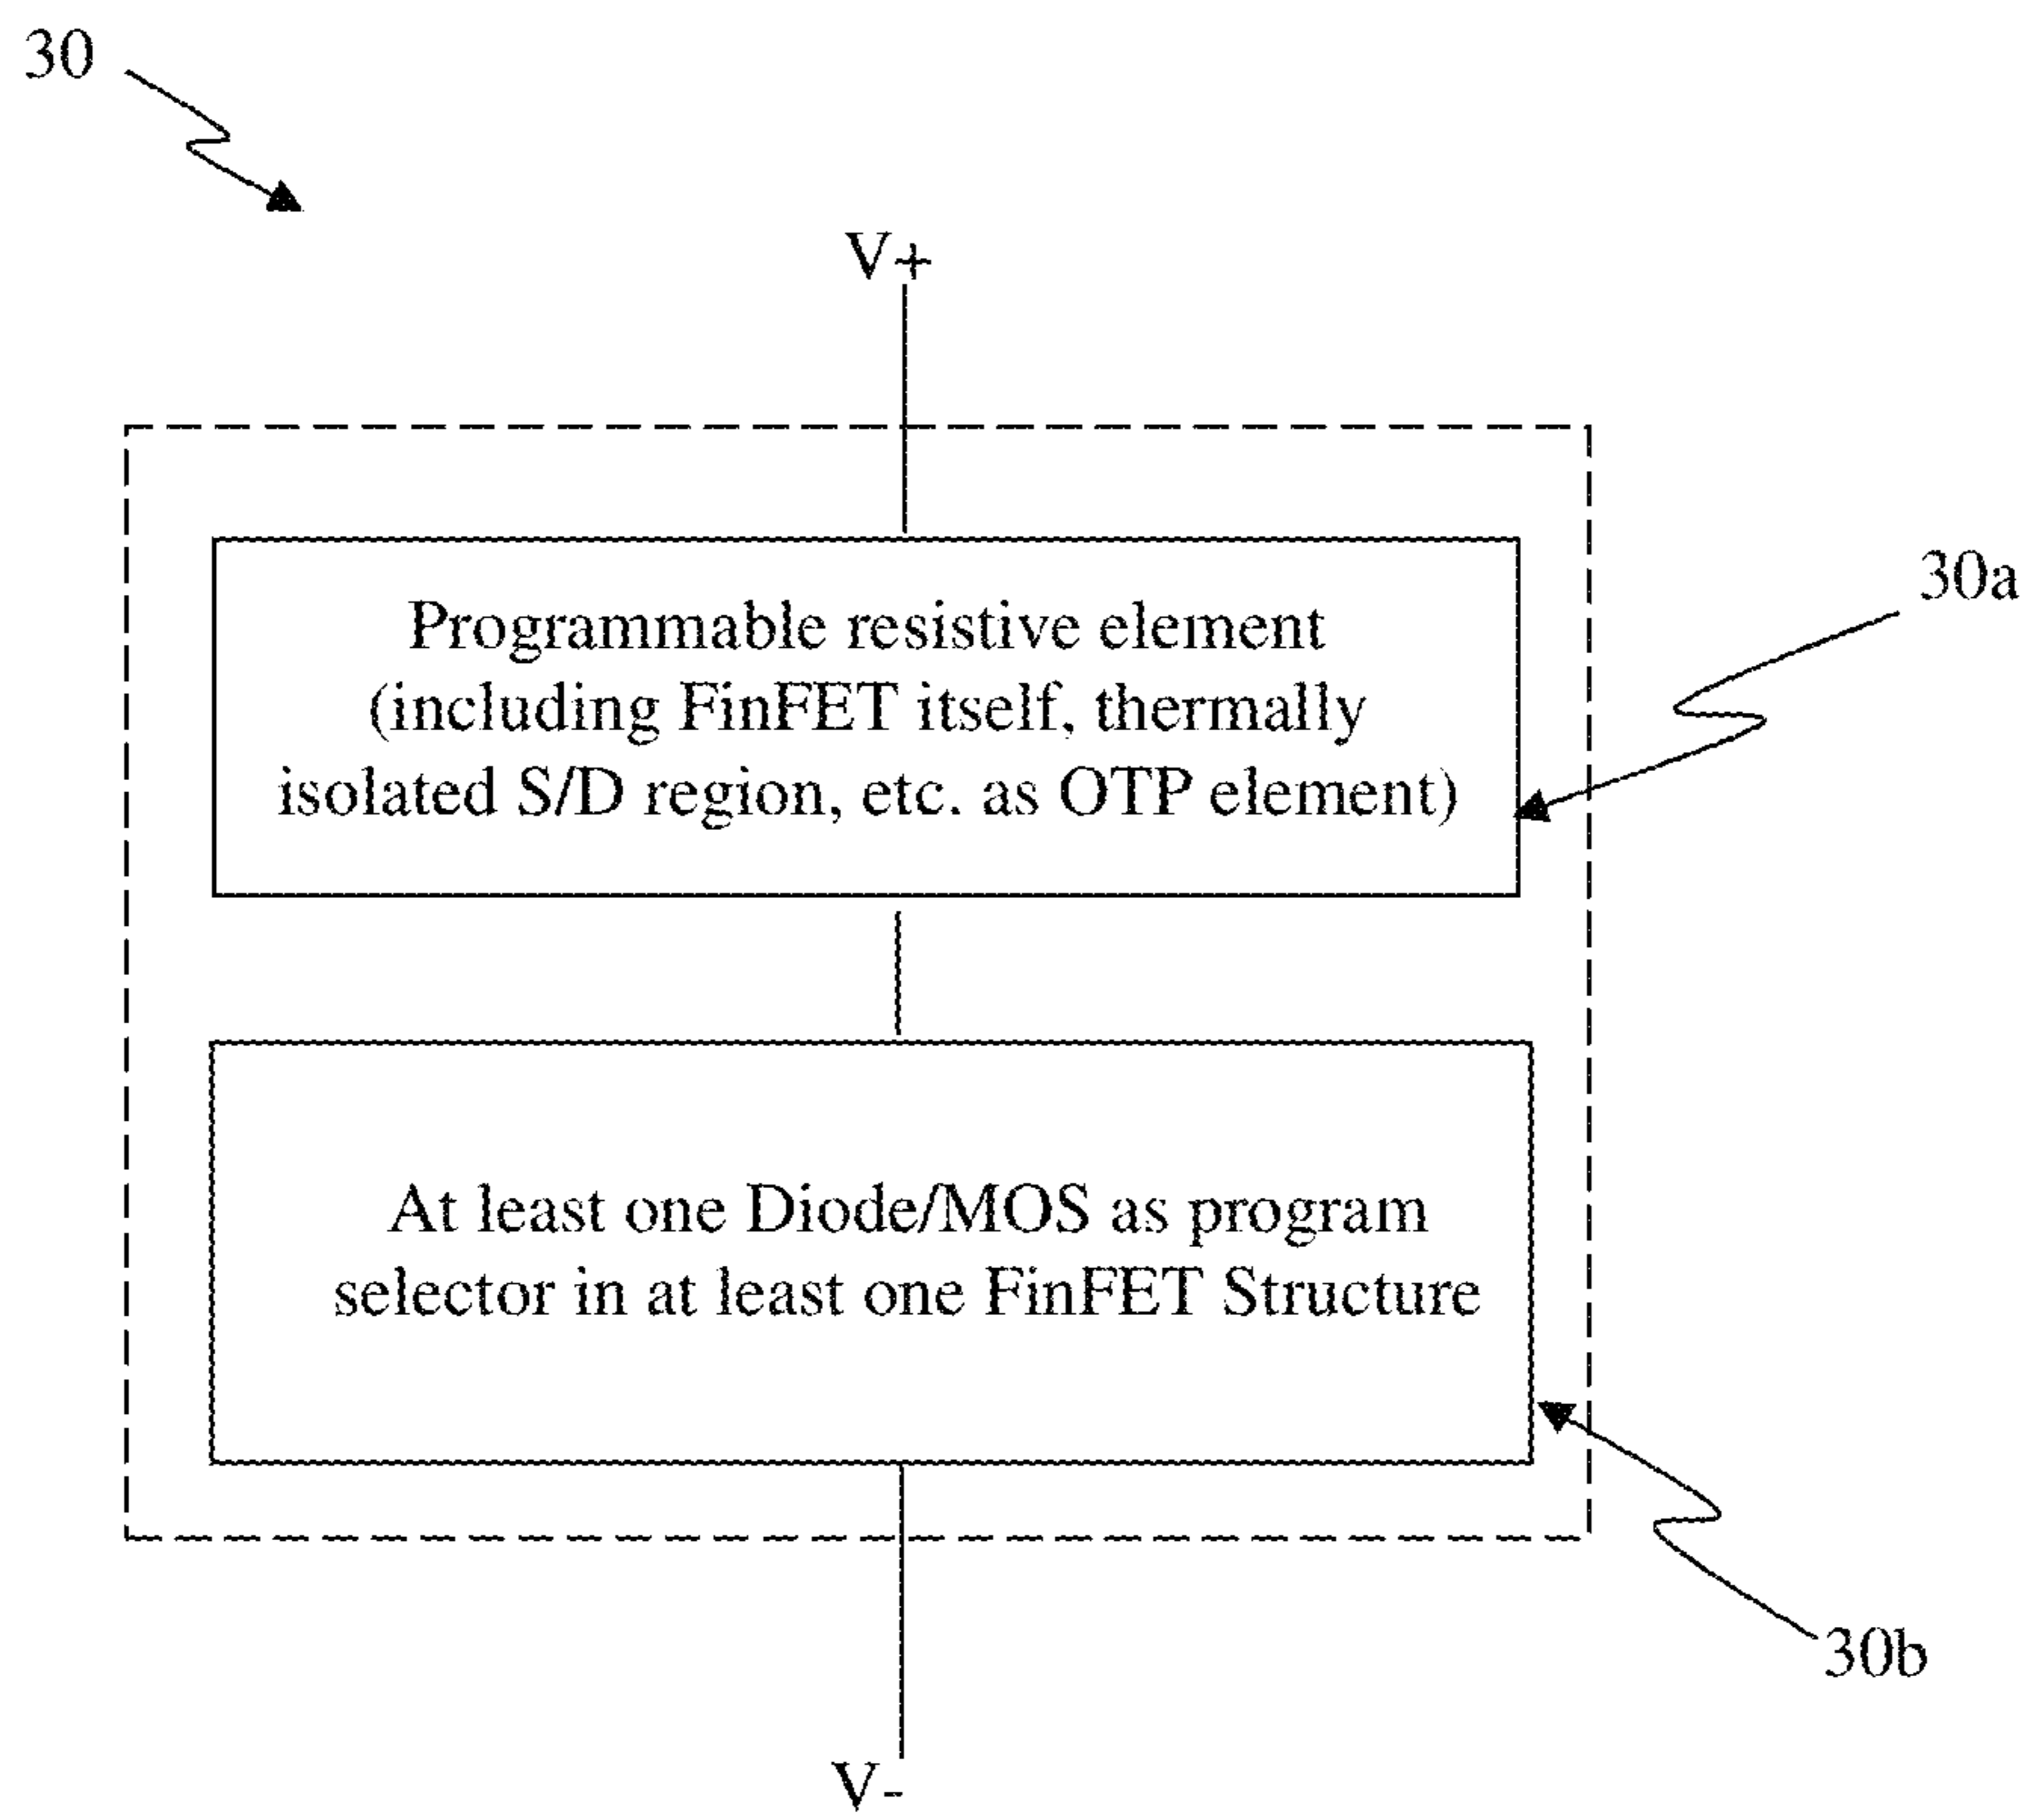 30
V+
30a
Programmable resistive element
(including FinFET itself, thermally
isolated S/D region, etc. as OTP element)
At least one Diode/MOS as program
selector in at least one FinFET Structure
30b
V-